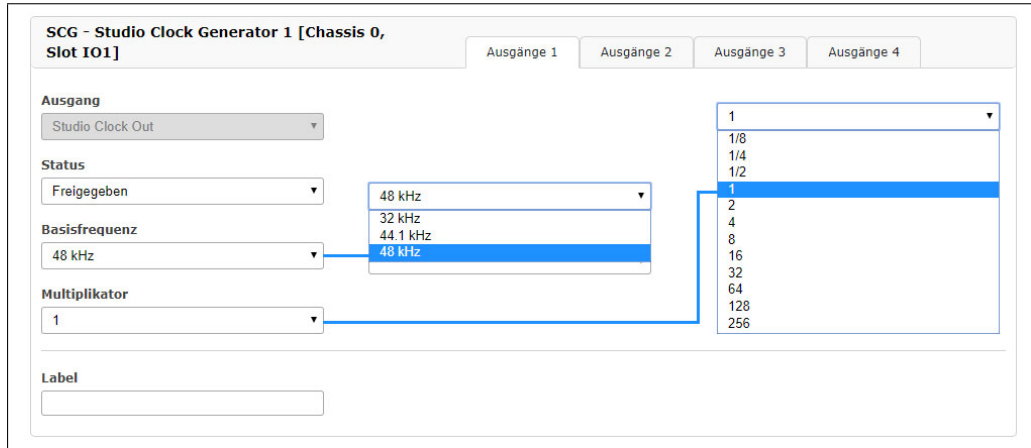 SCG - Studio Clock Generator 1 [Chassis 0,
Slot IO1]
Ausgänge 1
Ausgänge 2
Ausgänge 3
Ausgänge 4
Ausgang
Studio Clock Out
Status
Freigegeben
Basisfrequenz
48 kHz
Multiplikator
1
48 kHz
32 kHz
44.1 kHz
48 kHz
1
1/8
1/4
1/2
1
2
4
8
16
32
64
128
256
Label